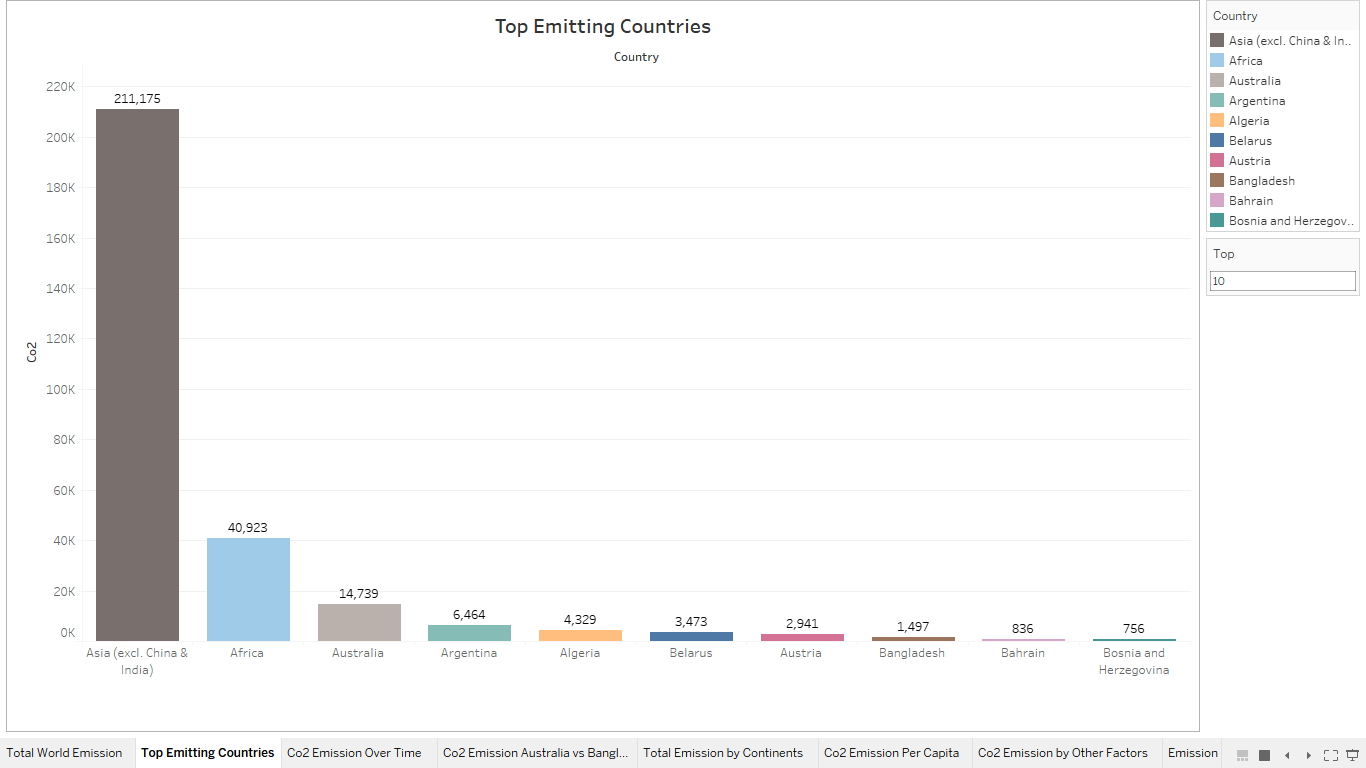 Top Emitting Countries
Country
220K
200K
180K
160K
140K
120K
100K
80K
60K
40K
20K
0K
Co2
211,175
40,923
14,739
6,464
4,329
3,473
2,941
1,497
836
756
Asia (excl. China &
India)
Africa
Australia
Argentina
Algeria
Belarus
Austria
Bangladesh
Bahrain
Bosnia and
Herzegovina
Country
Asia (excl. China & In..
Africa
Australia
Argentina
Algeria
Belarus
Austria
Bangladesh
Bahrain
Bosnia and Herzegov..
Top
10
Total World Emission
Top Emitting Countries
Co2 Emission Over Time
Co2 Emission Australia vs Bangl...
Total Emission by Continents
Co2 Emission Per Capita
Co2 Emission by Other Factors
Emission